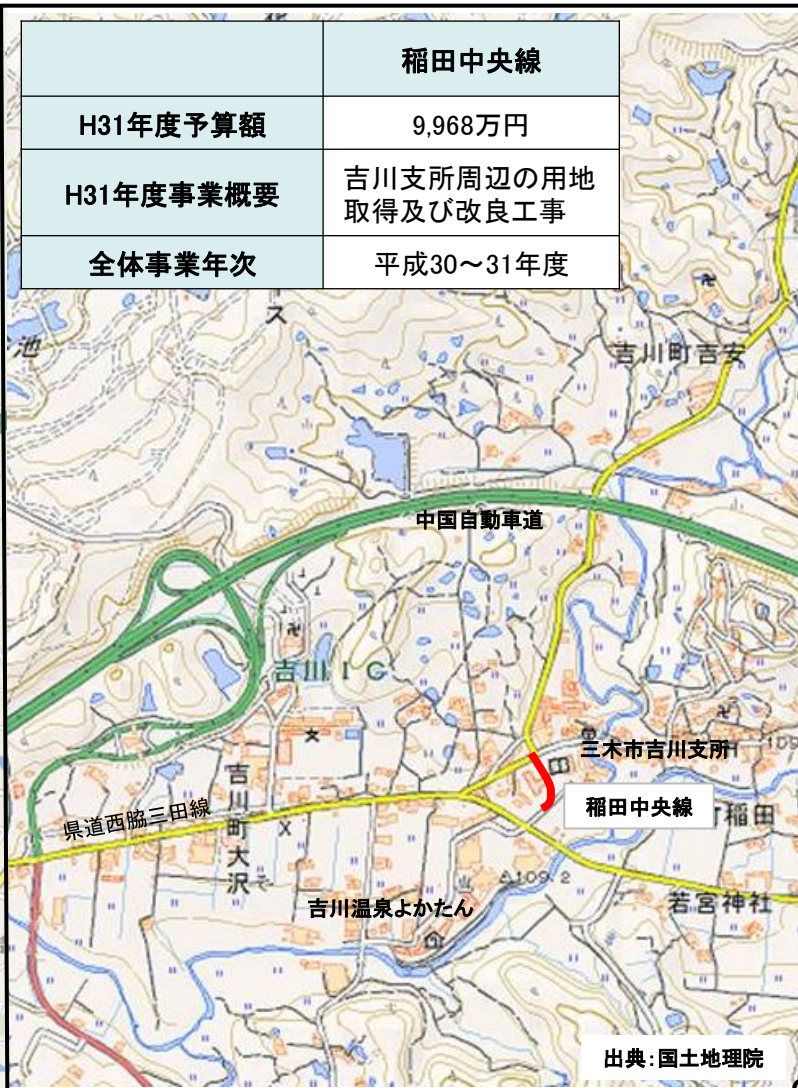 稲田中央線
H31年度予算額 9,968万円
H31年度事業概要 吉川支所周辺の用地
取得及び改良工事
全体事業年次 平成30～31年度
ス
池
吉川町吉安
中国自動車道
吉川IC
三木市吉川支所
109
稲田中央線
町稲田
吉川町大沢
県道西脇三田線
109.2
若宮神社
吉川温泉よかたん
出典：国土地理院